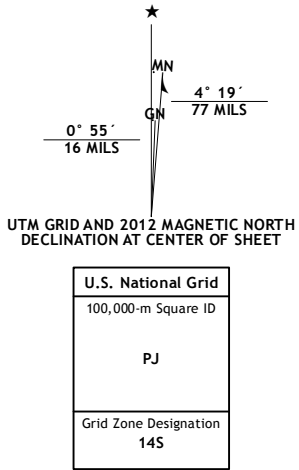 ★
MN
GN
4° 19´
77 MILS
0° 55´
16 MILS
UTM GRID AND 2012 MAGNETIC NORTH
DECLINATION AT CENTER OF SHEET
U.S. National Grid
100,000-m Square ID
PJ
Grid Zone Designation
14S